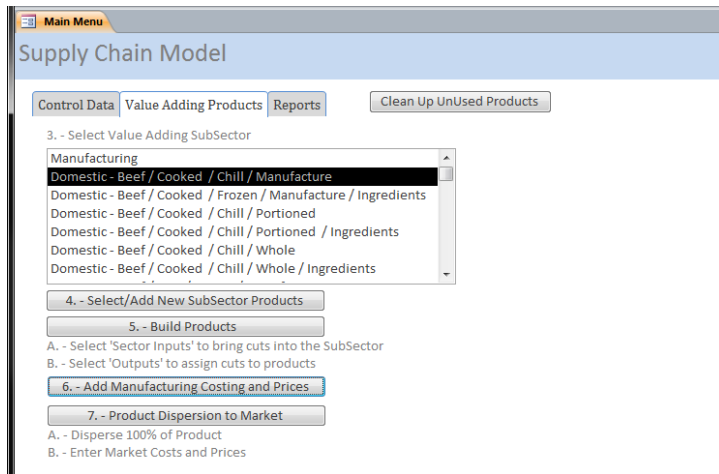 Main Menu
Supply Chain Model
Control Data Value Adding Products Reports Clean Up UnUsed Products
3. - Select Value Adding SubSector
Manufacturing
Domestic - Beef / Cooked / Chill / Manufacture
Domestic - Beef / Cooked / Frozen / Manufacture / Ingredients
Domestic - Beef / Cooked / Chill / Portioned
Domestic - Beef / Cooked / Chill / Portioned / Ingredients
Domestic - Beef / Cooked / Chill / Whole
Domestic - Beef / Cooked / Chill / Whole / Ingredients
4. - Select/Add New SubSector Products
5. - Build Products
A. - Select 'Sector Inputs' to bring cuts into the SubSector
B. - Select 'Outputs' to assign cuts to products
6. - Add Manufacturing Costing and Prices
7. - Product Dispersion to Market
A. - Disperse 100% of Product
B. - Enter Market Costs and Prices